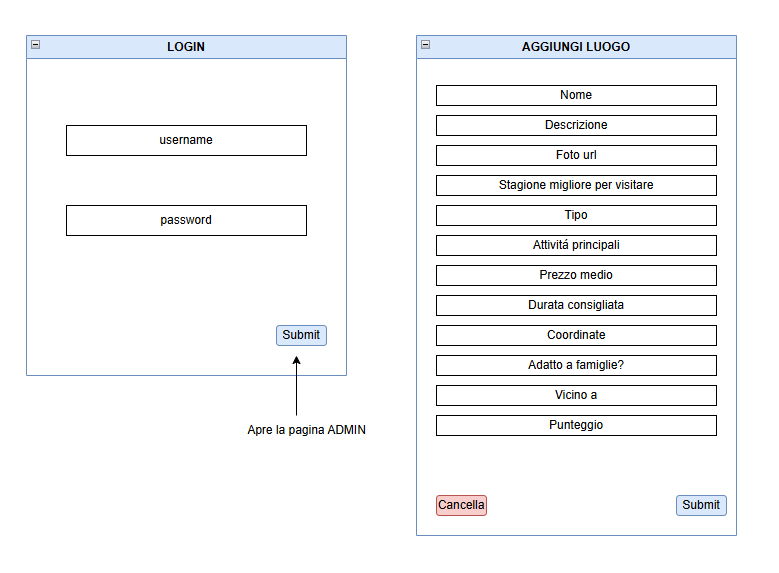 LOGIN
username
password
Submit
Apre la pagina ADMIN
AGGIUNGI LUOGO
Nome
Descrizione
Foto url
Stagione migliore per visitare
Tipo
Attivitá principali
Prezzo medio
Durata consigliata
Coordinate
Adatto a famiglie?
Vicino a
Punteggio
Cancella
Submit